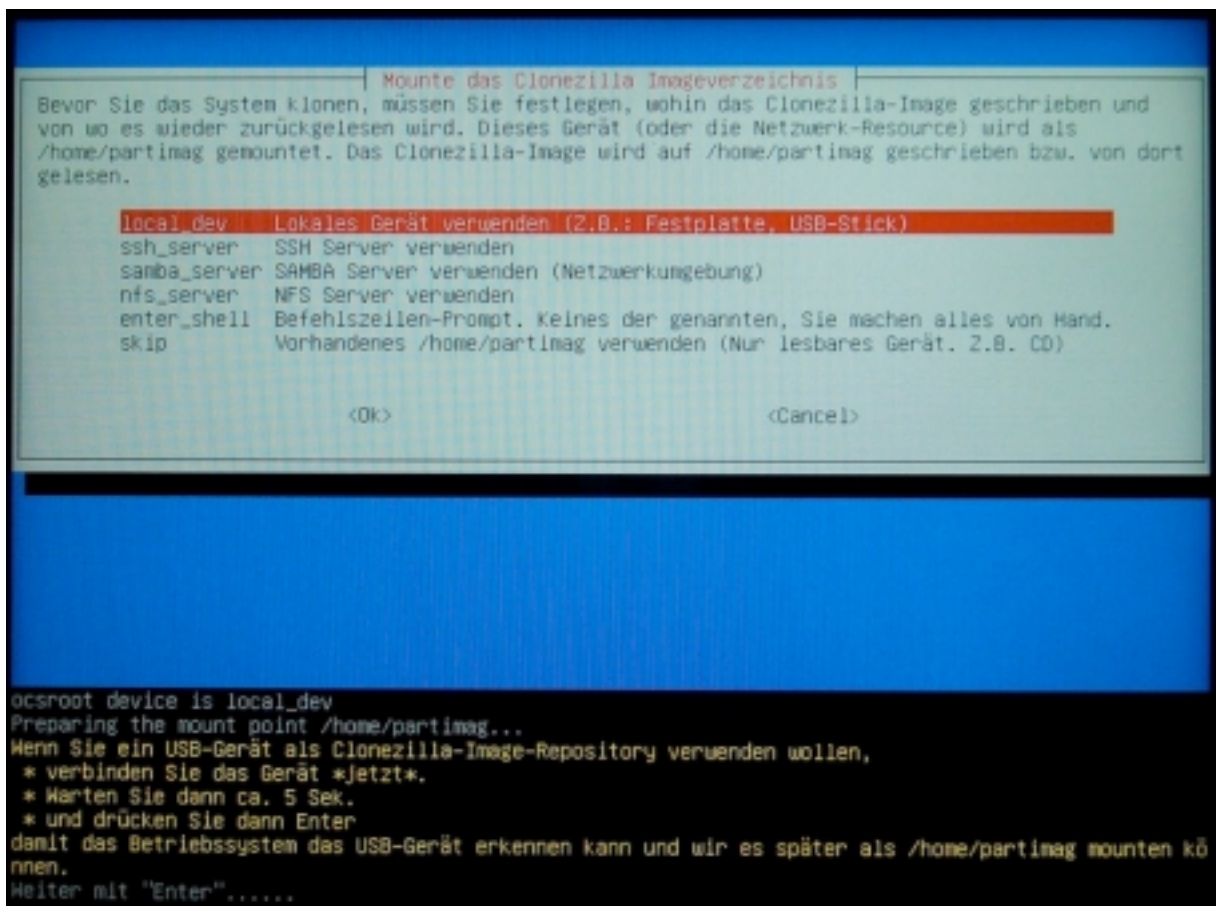 Mounte das Clonezilla Imageverzeichnis
Bevor Sie das System klonen, müssen Sie festlegen, wohin das Clonezilla-Image geschrieben und
von wo es wieder zurückgelesen wird. Dieses Gerät (oder die Netzwerk-Resource) wird als
/home/partimag gemountet. Das Clonezilla-Image wird auf /home/partimag geschrieben bzw. von dort
gelesen.
local_dev Lokales Gerät verwenden (Z.B.: Festplatte, USB-Stick)
ssh_server SSH Server verwenden
samba_server SAMBA Server verwenden (Netzwerkumgebung)
nfs_server NFS Server verwenden
enter_shell Befehlszeilen-Prompt. Keines der genannten, Sie machen alles von Hand.
skip Vorhandenes /home/partimag verwenden (Nur lesbares Gerät. Z.B. CD)
<Ok> <Cancel>
ocsroot device is local_dev
Preparing the mount point /home/partimag...
Wenn Sie ein USB-Gerät als Clonezilla-Image-Repository verwenden wollen,
* verbinden Sie das Gerät *jetzt*.
* Warten Sie dann ca. 5 Sek.
* und drücken Sie dann Enter
damit das Betriebssystem das USB-Gerät erkennen kann und wir es später als /home/partimag mounten kö
nnen.
Weiter mit "Enter"......